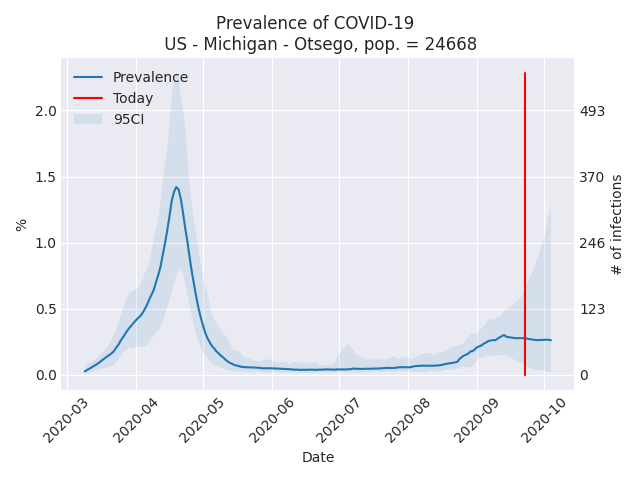 Prevalence of COVID-19
US - Michigan - Otsego, pop. = 24668
Prevalence
Today
95CI
2.0
1.5
1.0
0.5
0.0
%
493
370
246
123
0
# of infections
2020-03
2020-04
2020-05
2020-06
2020-07
2020-08
2020-09
2020-10
Date